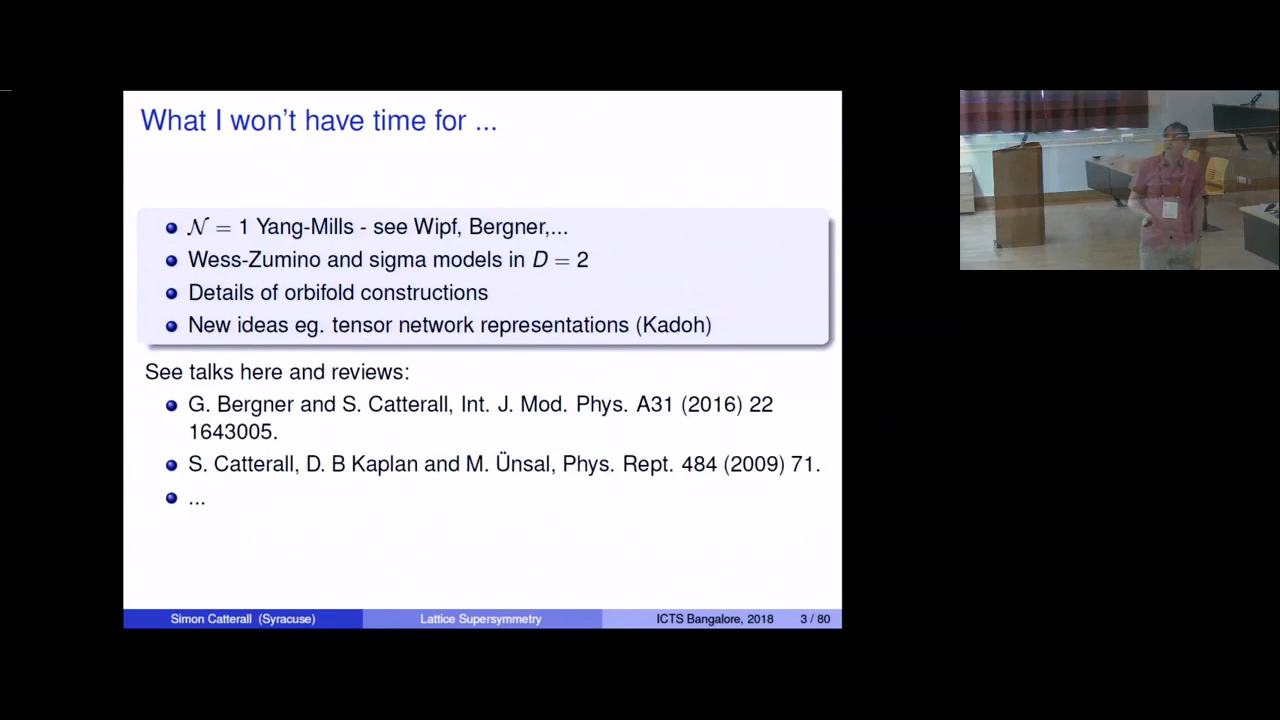 What I won't have time for ...
N = 1 Yang-Mills - see Wipf, Bergner,...
Wess-Zumino and sigma models in D = 2
Details of orbifold constructions
New ideas eg. tensor network representations (Kadoh)
See talks here and reviews:
G. Bergner and S. Catterall, Int. J. Mod. Phys. A31 (2016) 22
1643005.
S. Catterall, D. B Kaplan and M. Ünsal, Phys. Rept. 484 (2009) 71.
...
Simon Catterall (Syracuse) Lattice Supersymmetry ICTS Bangalore, 2018 3 / 80